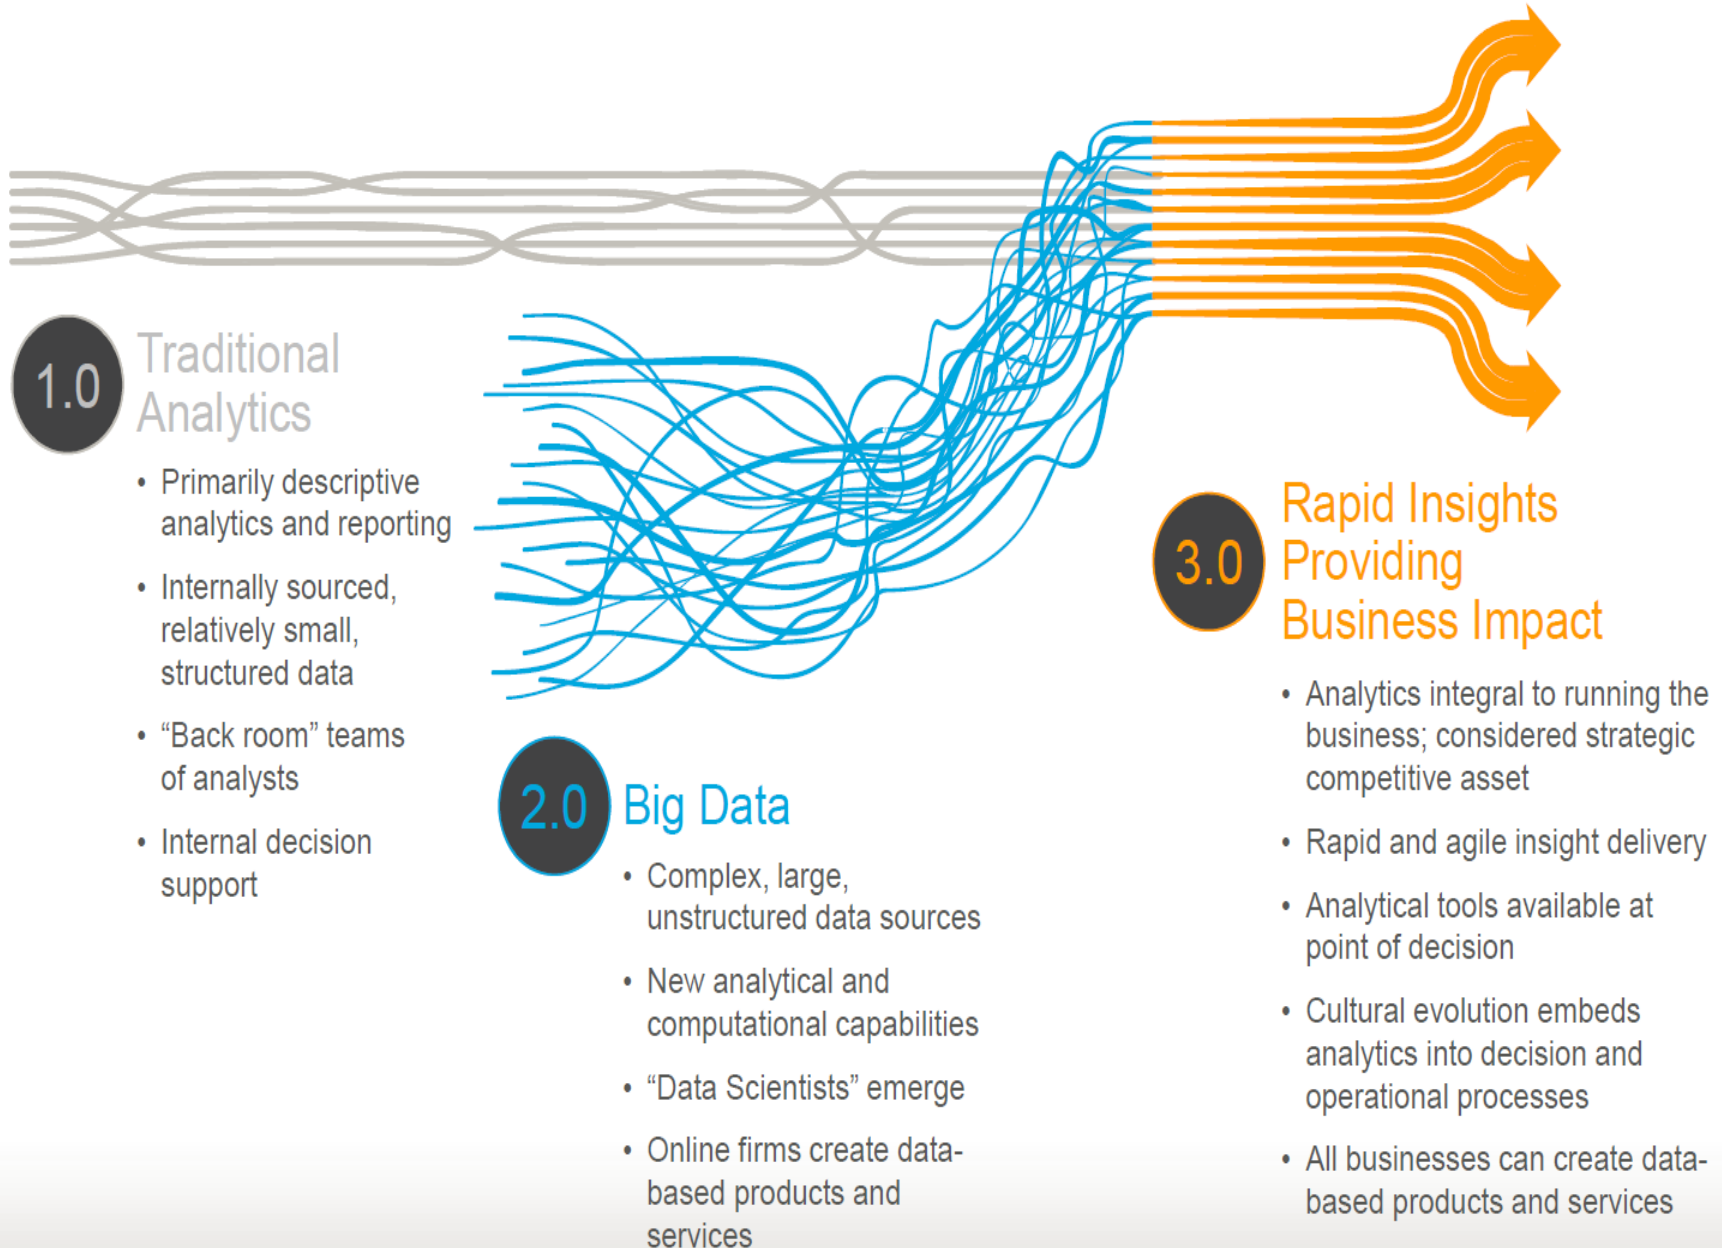 1.0
Traditional
Analytics
• Primarily descriptive
analytics and reporting
• Internally sourced,
relatively small,
structured data
• “Back room” teams
of analysts
• Internal decision
support
2.0
Big Data
• Complex, large,
unstructured data sources
• New analytical and
computational capabilities
• “Data Scientists” emerge
• Online firms create data-
based products and
services
3.0
Rapid Insights
Providing
Business Impact
• Analytics integral to running the
business; considered strategic
competitive asset
• Rapid and agile insight delivery
• Analytical tools available at
point of decision
• Cultural evolution embeds
analytics into decision and
operational processes
• All businesses can create data-
based products and services